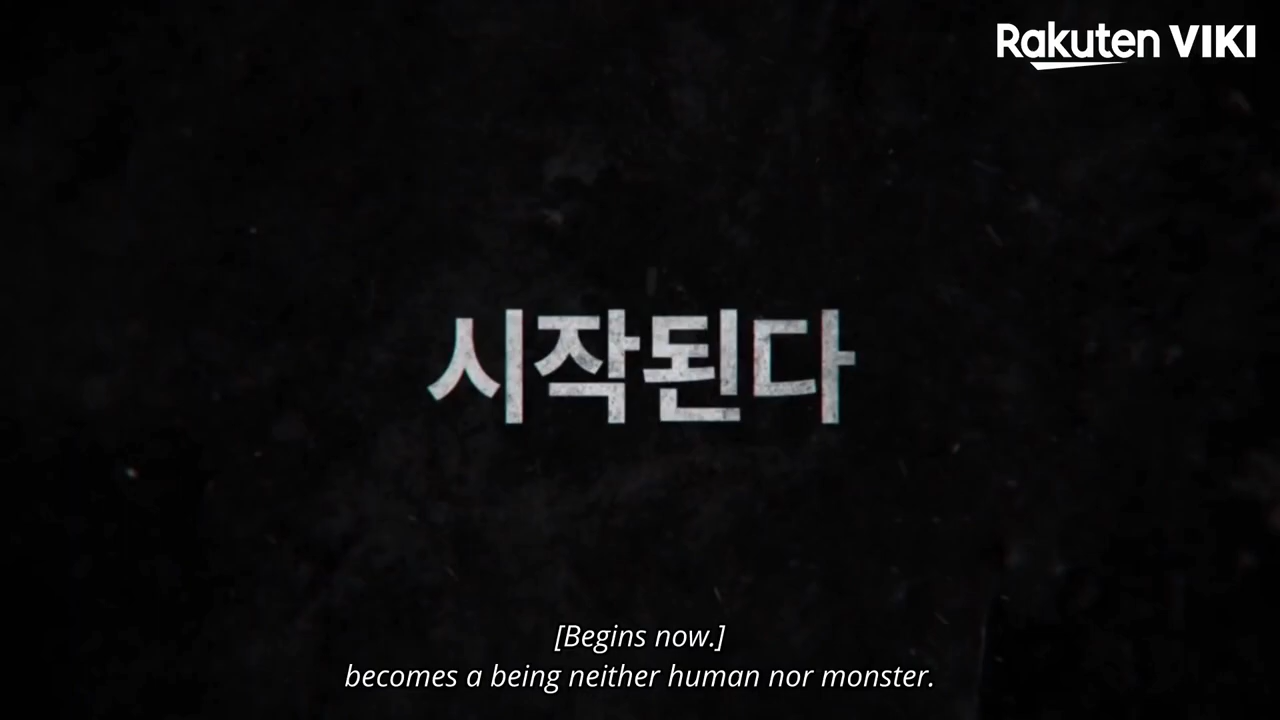 Rakuten VIKI
시작된다
[Begins now.]
becomes a being neither human nor monster.